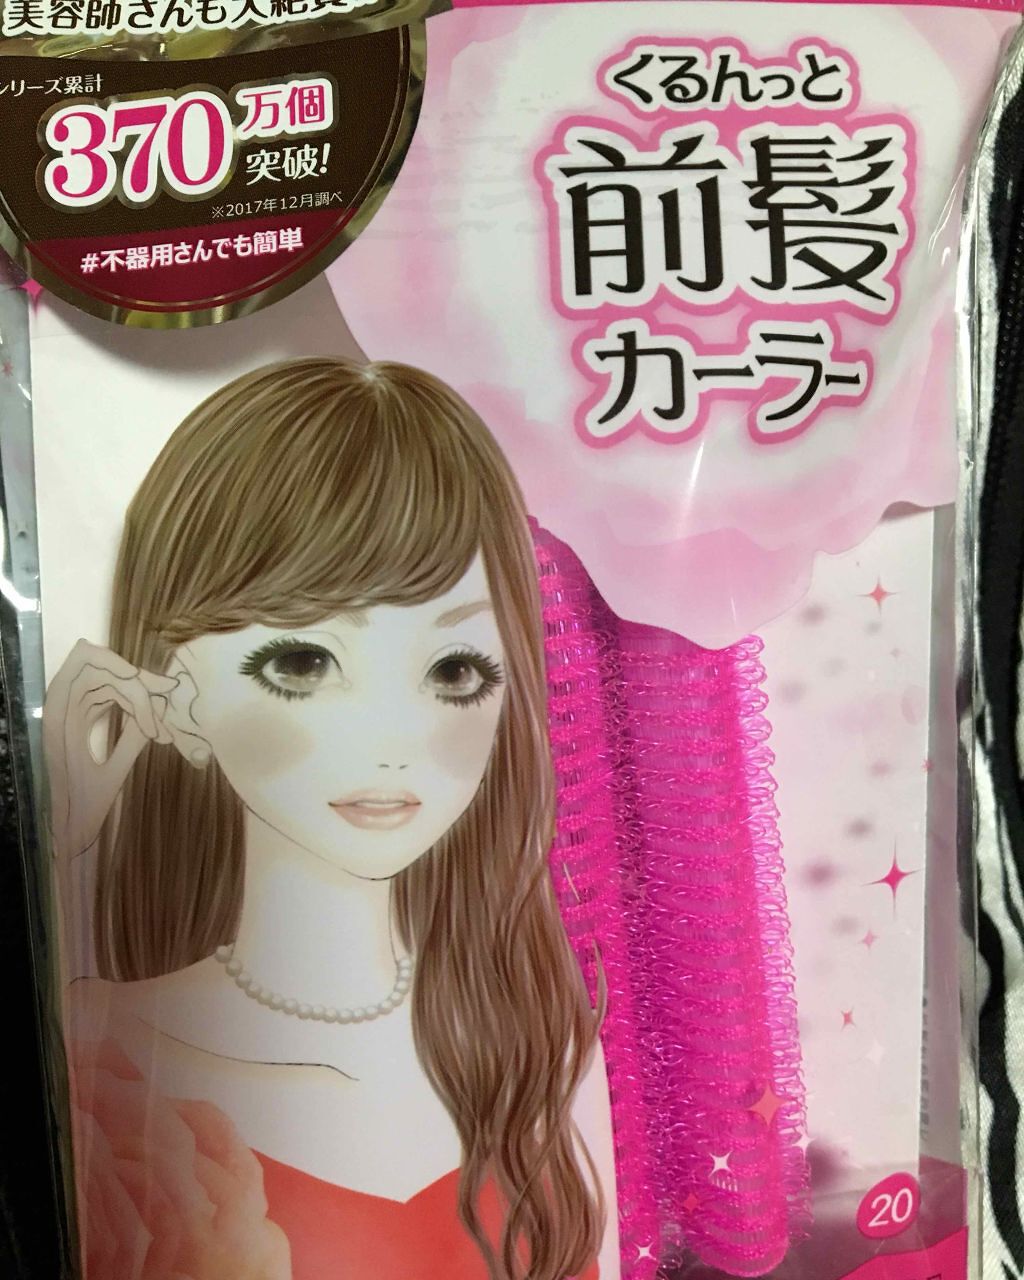 美容師さんも大絶賛
シリーズ累計
370万個
突破!
※2017年12月調べ
#不器用さんでも簡単
くるんっと
前髪
カーラー
20